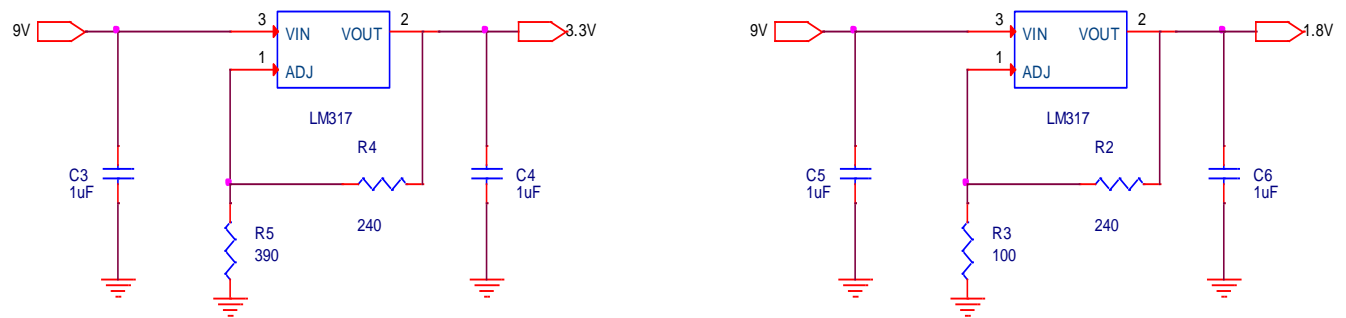 9V
3
VIN
VOUT
2
3.3V
1
ADJ
LM317
R4
240
C3
1uF
C4
1uF
R5
390
9V
3
VIN
VOUT
2
1.8V
1
ADJ
LM317
R2
240
C5
1uF
C6
1uF
R3
100